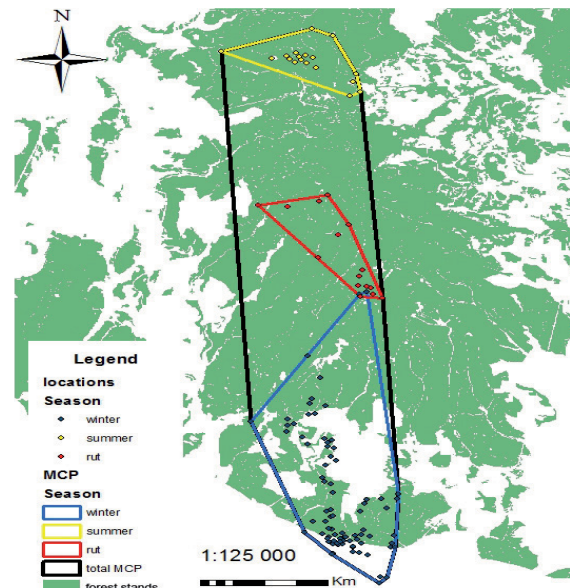 N
Legend
locations
Season
winter
summer
rut
MCP
Season
winter
summer
rut
total MCP
forest stands
1:125 000
Km